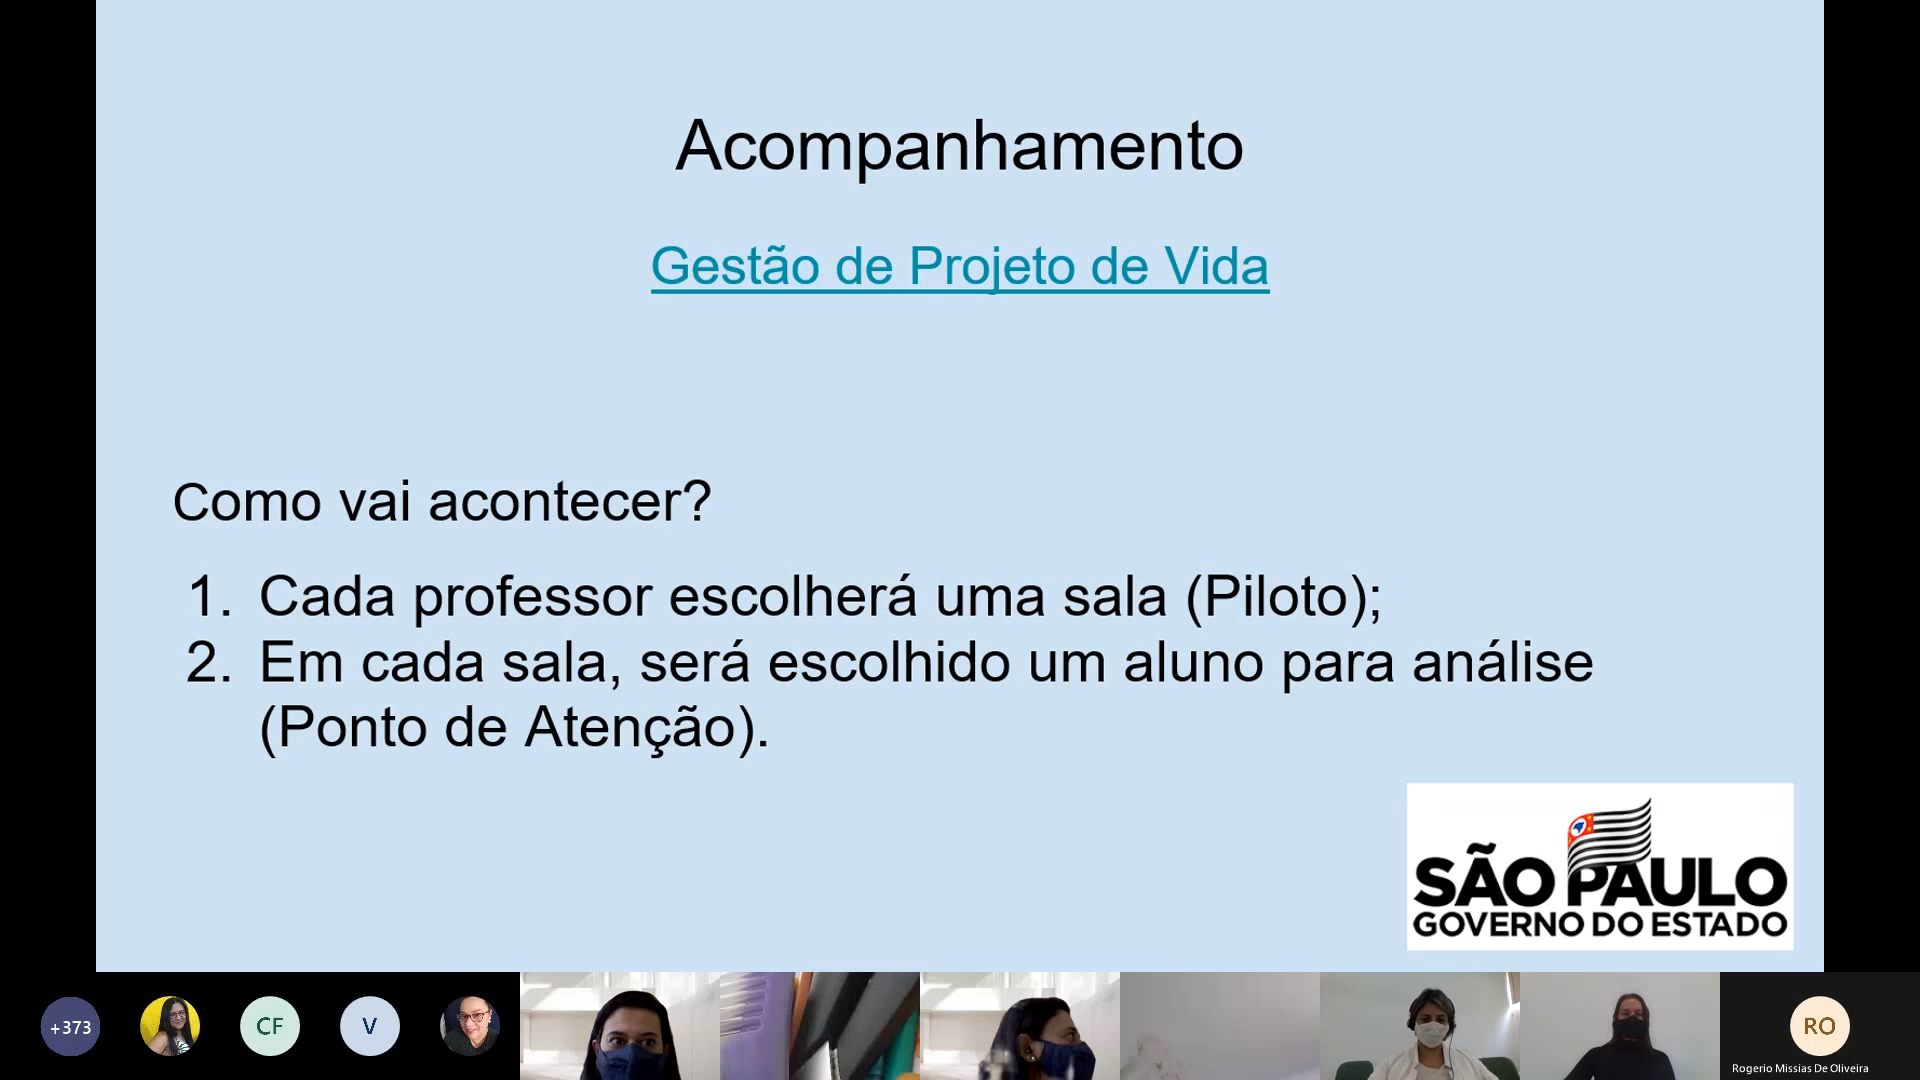 Acompanhamento
Gestão de Projeto de Vida
Como vai acontecer?
1. Cada professor escolherá uma sala (Piloto);
2. Em cada sala, será escolhido um aluno para análise
(Ponto de Atenção).
SÃO PAULO
GOVERNO DO ESTADO
+373
CF
V
RO
Rogerio Missias De Oliveira